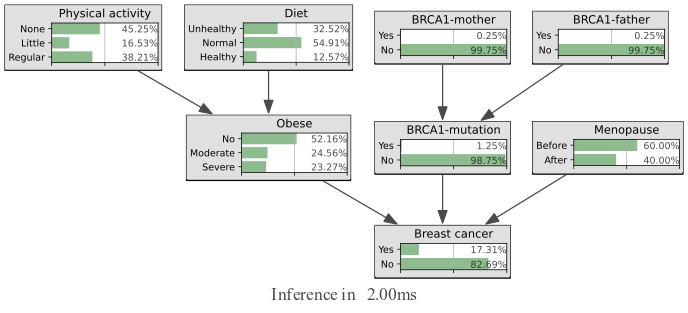 Physical activity
None 45.25%
Little 16.53%
Regular 38.21%
Diet
Unhealthy 32.52%
Normal 54.91%
Healthy 12.57%
BRCA1-mother
Yes 0.25%
No 99.75%
BRCA1-father
Yes 0.25%
No 99.75%
Obese
No 52.16%
Moderate 24.56%
Severe 23.27%
BRCA1-mutation
Yes 1.25%
No 98.75%
Menopause
Before 60.00%
After 40.00%
Breast cancer
Yes 17.31%
No 82.69%
Inference in 2.00ms